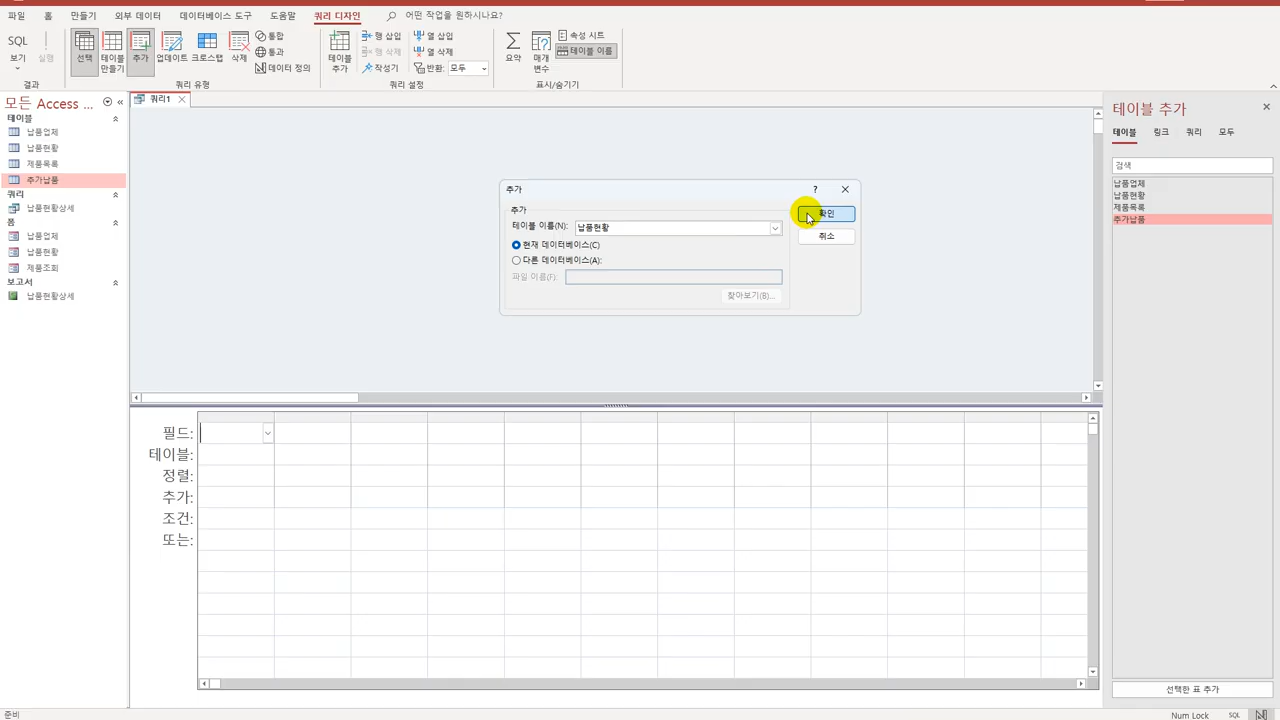 파일 홈 만들기 외부 데이터 데이터베이스 도구 도움말 쿼리 디자인 어떤 작업을 원하시나요?
SQL
보기
실행
결과
선택
테이블
만들기
추가
업데이트
크로스탭
삭제
통합
통과
데이터 정의
쿼리 유형
테이블
추가
행 삽입
행 삭제
작성기
열 삽입
열 삭제
반환: 모두
쿼리 설정
요약
매개
변수
속성 시트
테이블 이름
표시/숨기기
모든 Access ...
테이블
납품업체
납품현황
제품목록
추가납품
쿼리
납품현황상세
폼
납품업체
납품현황
제품조회
보고서
납품현황상세
쿼리1
추가
?
추가
테이블 이름(N): 납품현황
현재 데이터베이스(C)
다른 데이터베이스(A):
파일 이름(F):
찾아보기(B)...
확인
취소
필드:
테이블:
정렬:
추가:
조건:
또는:
테이블 추가
테이블 링크 쿼리 모두
검색
납품업체
납품현황
제품목록
추가납품
선택한 표 추가
준비
Num Lock
SQL